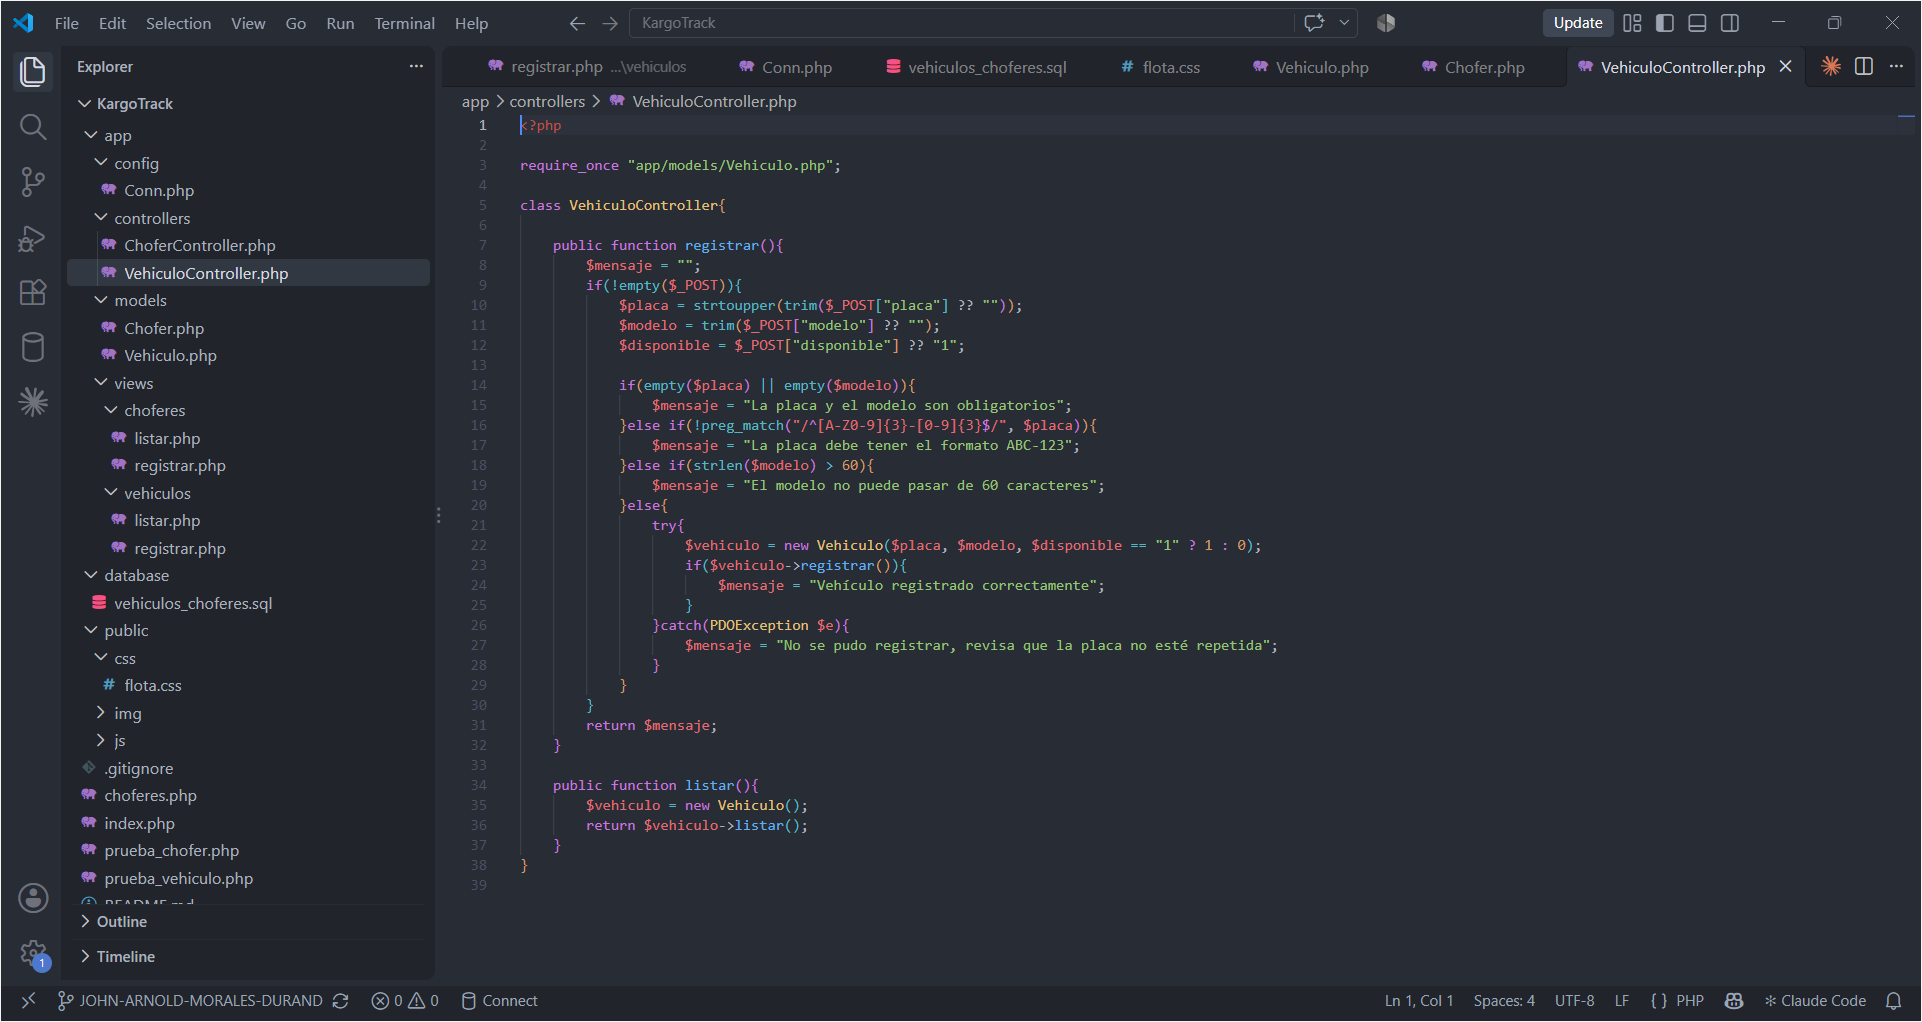 File Edit Selection View Go Run Terminal Help
KargoTrack
Update
Explorer
KargoTrack
app
config
Conn.php
controllers
ChoferController.php
VehiculoController.php
models
Chofer.php
Vehiculo.php
views
choferes
listar.php
registrar.php
vehiculos
listar.php
registrar.php
database
vehiculos_choferes.sql
public
css
flota.css
img
js
.gitignore
choferes.php
index.php
prueba_chofer.php
prueba_vehiculo.php
README.md
Outline
Timeline
registrar.php ...\vehiculos Conn.php vehiculos_choferes.sql flota.css Vehiculo.php Chofer.php VehiculoController.php
app > controllers > VehiculoController.php
1 <?php
2
3 require_once "app/models/Vehiculo.php";
4
5 class VehiculoController{
6
7     public function registrar(){
8         $mensaje = "";
9         if(!empty($_POST)){
10             $placa = strtoupper(trim($_POST["placa"] ?? ""));
11             $modelo = trim($_POST["modelo"] ?? "");
12             $disponible = $_POST["disponible"] ?? "1";
13
14             if(empty($placa) || empty($modelo)){
15                 $mensaje = "La placa y el modelo son obligatorios";
16             }else if(!preg_match("/^[A-Z0-9]{3}-[0-9]{3}$/", $placa)){
17                 $mensaje = "La placa debe tener el formato ABC-123";
18             }else if(strlen($modelo) > 60){
19                 $mensaje = "El modelo no puede pasar de 60 caracteres";
20             }else{
21                 try{
22                     $vehiculo = new Vehiculo($placa, $modelo, $disponible == "1" ? 1 : 0);
23                     if($vehiculo->registrar()){
24                         $mensaje = "Vehículo registrado correctamente";
25                     }
26                 }catch(PDOException $e){
27                     $mensaje = "No se pudo registrar, revisa que la placa no esté repetida";
28                 }
29             }
30         }
31         return $mensaje;
32     }
33
34     public function listar(){
35         $vehiculo = new Vehiculo();
36         return $vehiculo->listar();
37     }
38 }
39
1
JOHN-ARNOLD-MORALES-DURAND 0 0 Connect Ln 1, Col 1 Spaces: 4 UTF-8 LF { } PHP Claude Code